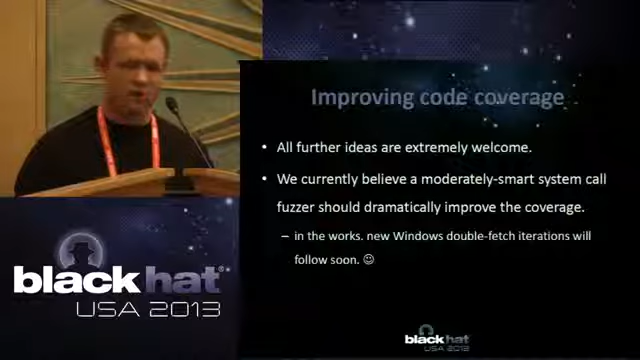 Improving code coverage
• All further ideas are extremely welcome.
• We currently believe a moderately-smart system call
fuzzer should dramatically improve the coverage.
– in the works. new Windows double-fetch iterations will
follow soon. ☺
black hat®
USA 2013
black hat
USA 2013